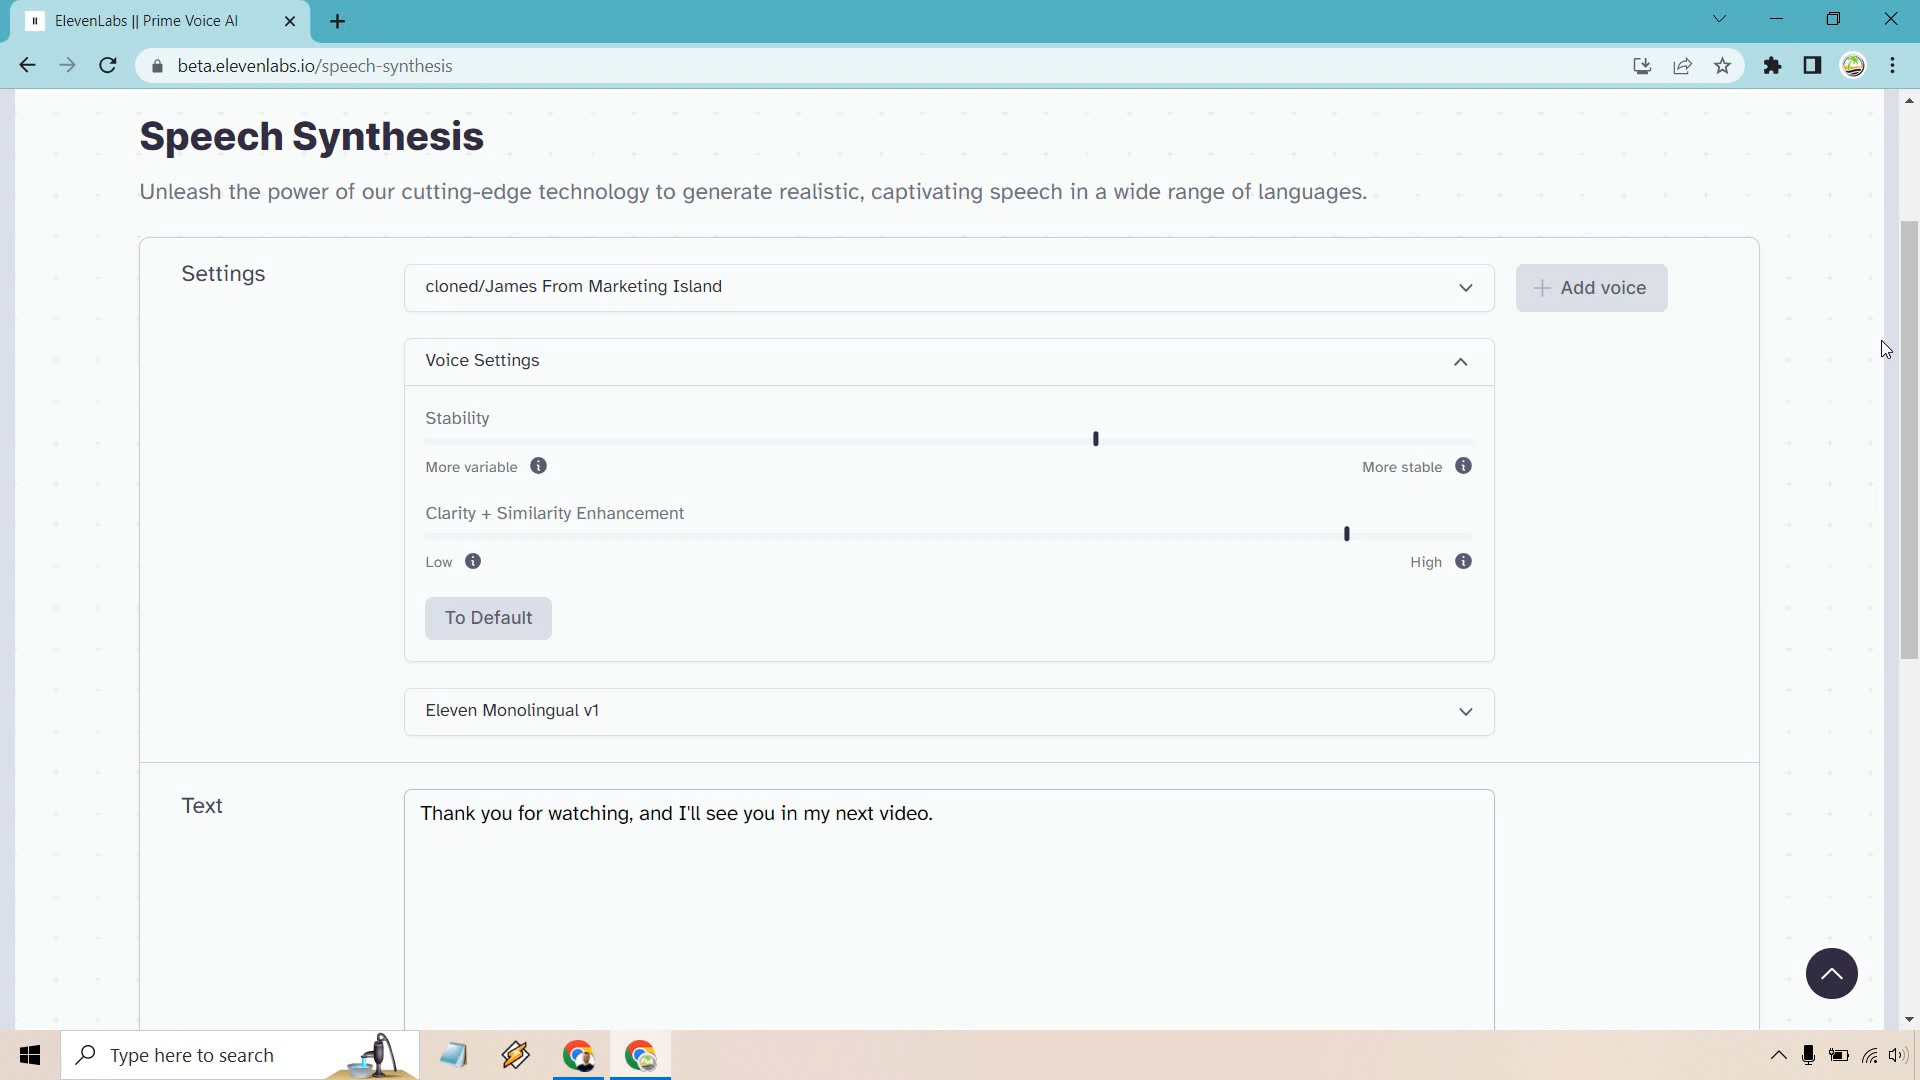 ElevenLabs || Prime Voice AI
beta.elevenlabs.io/speech-synthesis
Speech Synthesis
Unleash the power of our cutting-edge technology to generate realistic, captivating speech in a wide range of languages.
Settings
cloned/James From Marketing Island
Add voice
Voice Settings
Stability
More variable
More stable
Clarity + Similarity Enhancement
Low
High
To Default
Eleven Monolingual v1
Text
Thank you for watching, and I'll see you in my next video.
Type here to search